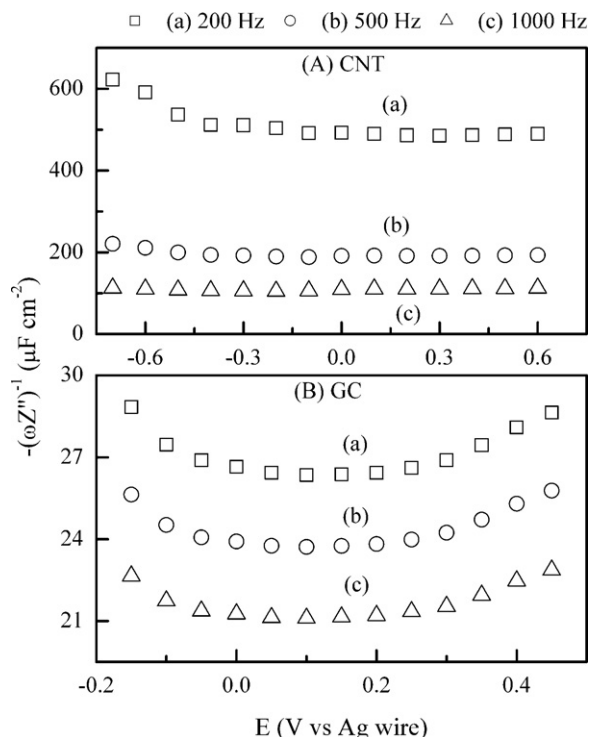 □ (a) 200 Hz ○ (b) 500 Hz △ (c) 1000 Hz
(A) CNT
600
(a)
400
(b)
200
(c)
0
-0.6 -0.3 0.0 0.3 0.6
-(ωZ")⁻¹ (μF cm⁻²)
30
(B) GC
(a)
27
(b)
24
(c)
21
-0.2 0.0 0.2 0.4
E (V vs Ag wire)